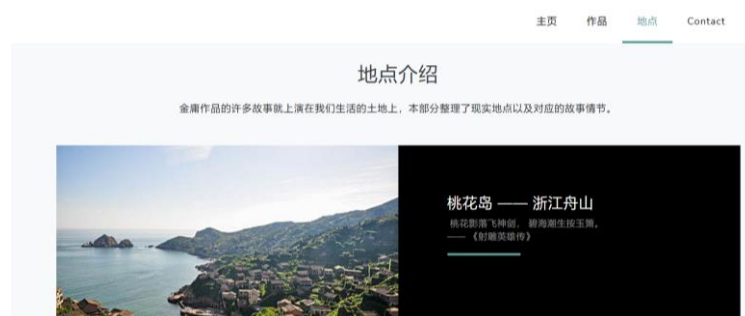 主页 作品 地点 Contact
地点介绍
金庸作品的许多故事就上演在我们生活的土地上，本部分整理了现实地点以及对应的故事情节。
桃花岛 —— 浙江舟山
桃花影落飞神剑， 碧海潮生按玉箫。
—— 《射雕英雄传》